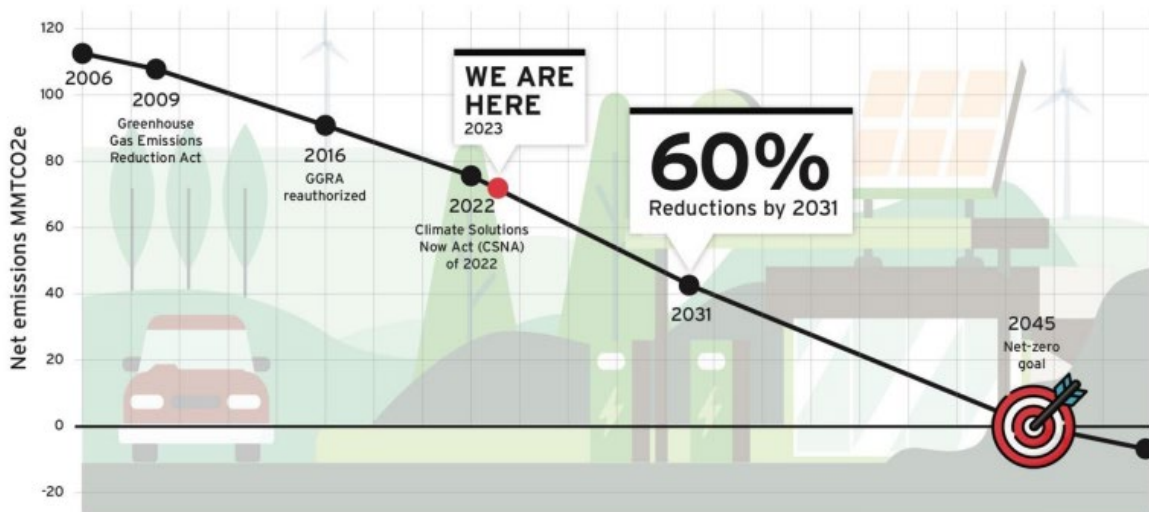 Net emissions MMTCO2e
120
100
80
60
40
20
0
-20
2006
2009
Greenhouse
Gas Emissions
Reduction Act
2016
GGRA
reauthorized
2022
Climate Solutions
Now Act (CSNA)
of 2022
WE ARE
HERE
2023
60%
Reductions by 2031
2031
2045
Net-zero
goal